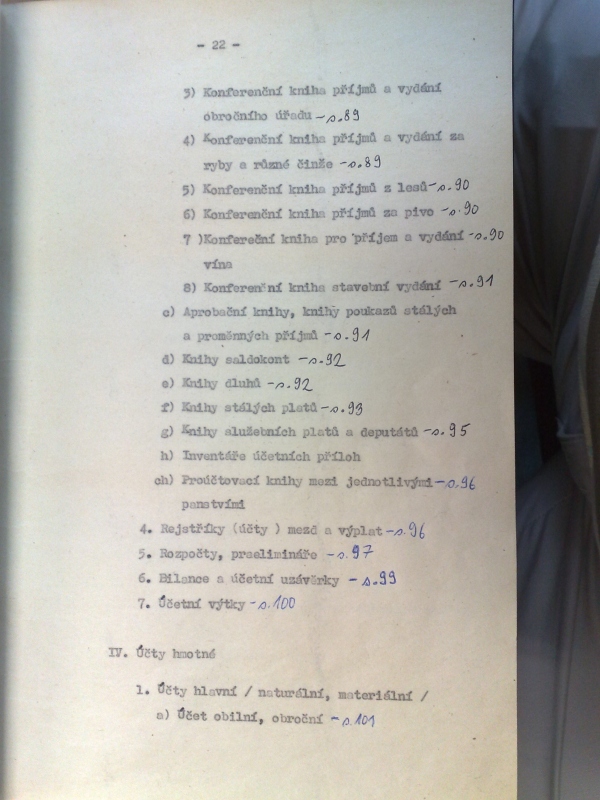 - 22 -
3) Konferenční kniha příjmů a vydání
obročního úřadu -s.89
4) Konferenční kniha příjmů a vydání za
ryby a různé činže -s.89
5) Konferenční kniha příjmů z lesů -s.90
6) Konferenční kniha příjmů za pivo -s.90
7 )Konfereční kniha pro příjem a vydání -s.90
vína
8) Konferenční kniha stavební vydání -s.91
c) Aprobační knihy, knihy poukazů stálých
a proměnných příjmů -s.91
d) Knihy saldokont -s.92
e) Knihy dluhů -s.92
f) Knihy stálých platů -s.93
g) Knihy služebních platů a deputátů -s.95
h) Inventáře účetních příloh
ch) Proúčtovací knihy mezi jednotlivými -s.96
panstvími
4. Rejstříky (účty ) mezd a výplat -s.96
5. Rozpočty, praelimináře -s.97
6. Bilance a účetní uzávěrky -s.99
7. Účetní výtky -s.100
IV. Účty hmotné
1. Účty hlavní / naturální, materiální /
a) Účet obilní, obroční -s.101